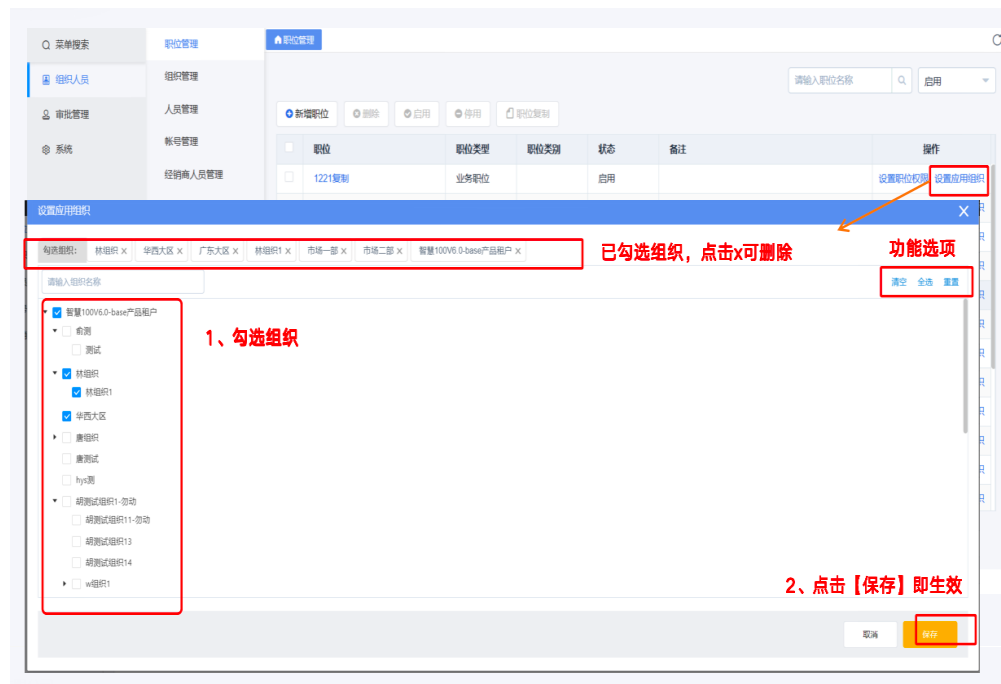 菜单搜索
职位管理
职位管理
组织人员
组织管理
请输入职位名称
启用
审批管理
人员管理
新增职位
删除
启用
停用
职位复制
系统
帐号管理
职位
职位类型
职位类别
状态
备注
操作
经销商人员管理
1221复制
业务职位
启用
设置职位权限
设置应用组织
设置应用组织
X
勾选组织:
林组织 x
华西大区 x
广东大区 x
林组织1 x
市场一部 x
市场二部 x
智慧100V6.0-base产品租户 x
已勾选组织，点击x可删除
功能选项
请输入组织名称
清空
全选
重置
智慧100V6.0-base产品租户
俞测
测试
1、勾选组织
林组织
林组织1
华西大区
唐组织
唐测试
hys测
胡测试组织1-勿动
胡测试组织11-勿动
胡测试组织13
胡测试组织14
w组织1
2、点击【保存】即生效
取消
保存